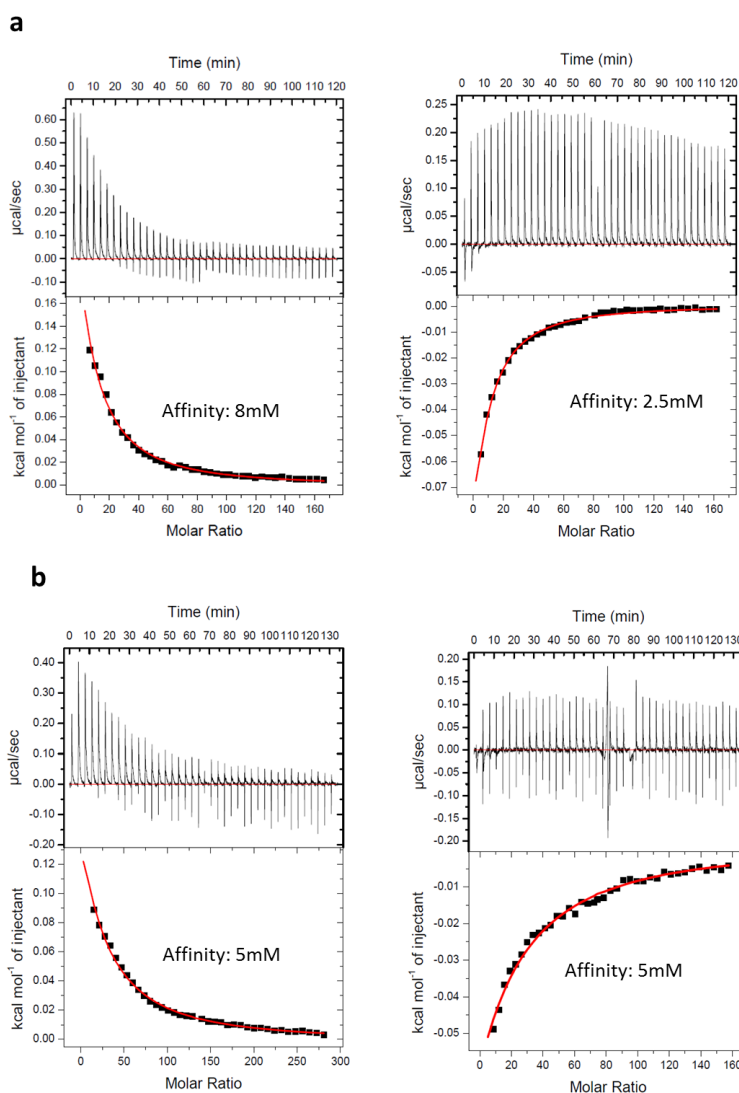 a
Time (min)
0 10 20 30 40 50 60 70 80 90 100 110 120
0.60
0.50
0.40
0.30
0.20
0.10
0.00
-0.10
µcal/sec
0.16
0.14
0.12
0.10
0.08
0.06
0.04
0.02
0.00
kcal mol⁻¹ of injectant
Affinity: 8mM
0 20 40 60 80 100 120 140 160
Molar Ratio
Time (min)
0 10 20 30 40 50 60 70 80 90 100 110 120
0.25
0.20
0.15
0.10
0.05
0.00
-0.05
µcal/sec
0.00
-0.01
-0.02
-0.03
-0.04
-0.05
-0.06
-0.07
kcal mol⁻¹ of injectant
Affinity: 2.5mM
0 20 40 60 80 100 120 140 160
Molar Ratio
b
Time (min)
0 10 20 30 40 50 60 70 80 90 100 110 120 130
0.40
0.30
0.20
0.10
0.00
-0.10
-0.20
µcal/sec
0.12
0.10
0.08
0.06
0.04
0.02
0.00
kcal mol⁻¹ of injectant
Affinity: 5mM
0 50 100 150 200 250 300
Molar Ratio
Time (min)
0 10 20 30 40 50 60 70 80 90 100 110 120 130
0.20
0.15
0.10
0.05
0.00
-0.05
-0.10
-0.15
-0.20
µcal/sec
-0.01
-0.02
-0.03
-0.04
-0.05
kcal mol⁻¹ of injectant
Affinity: 5mM
0 20 40 60 80 100 120 140 160
Molar Ratio